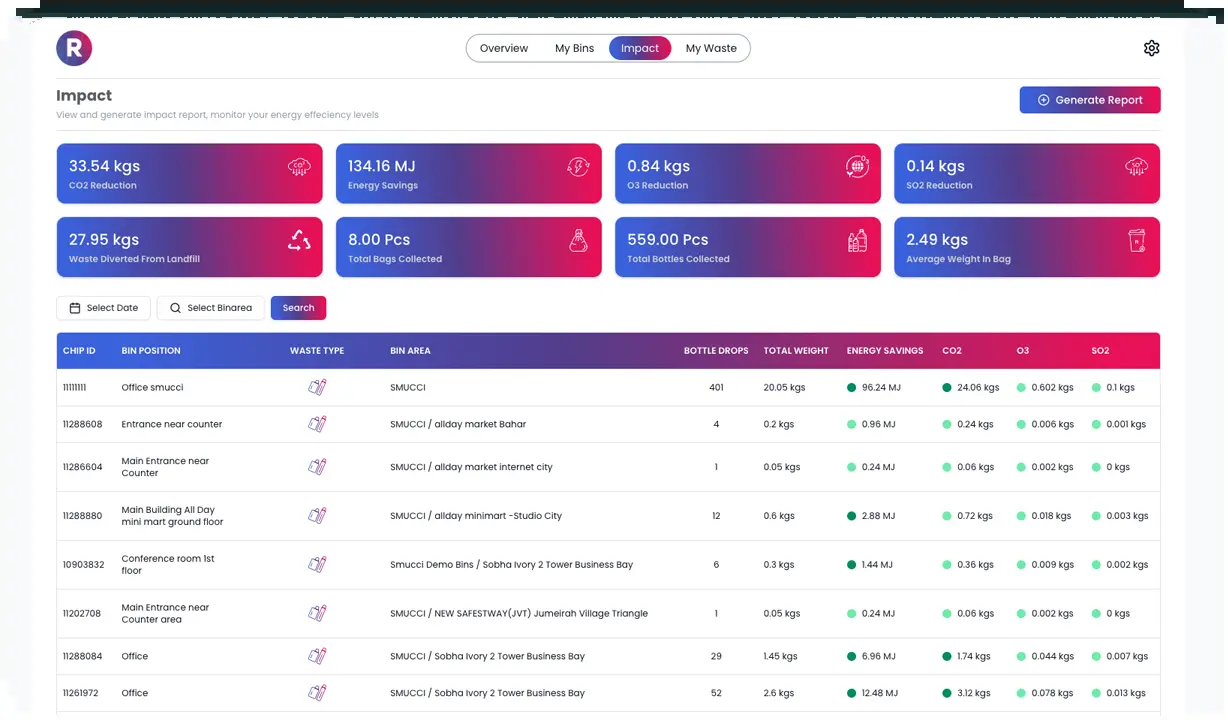 R
Overview My Bins Impact My Waste
Impact
Generate Report
View and generate impact report, monitor your energy effeciency levels
33.54 kgs
CO2 Reduction
134.16 MJ
Energy Savings
0.84 kgs
O3 Reduction
0.14 kgs
SO2 Reduction
27.95 kgs
Waste Diverted From Landfill
8.00 Pcs
Total Bags Collected
559.00 Pcs
Total Bottles Collected
2.49 kgs
Average Weight In Bag
Select Date Select Binarea Search
CHIP ID BIN POSITION WASTE TYPE BIN AREA BOTTLE DROPS TOTAL WEIGHT ENERGY SAVINGS CO2 O3 SO2
11111111 Office smucci SMUCCI 401 20.05 kgs 96.24 MJ 24.06 kgs 0.602 kgs 0.1 kgs
11288608 Entrance near counter SMUCCI / allday market Bahar 4 0.2 kgs 0.96 MJ 0.24 kgs 0.006 kgs 0.001 kgs
11286604 Main Entrance near
Counter SMUCCI / allday market internet city 1 0.05 kgs 0.24 MJ 0.06 kgs 0.002 kgs 0 kgs
11288880 Main Building All Day
mini mart ground floor SMUCCI / allday minimart -Studio City 12 0.6 kgs 2.88 MJ 0.72 kgs 0.018 kgs 0.003 kgs
10903832 Conference room 1st
floor Smucci Demo Bins / Sobha Ivory 2 Tower Business Bay 6 0.3 kgs 1.44 MJ 0.36 kgs 0.009 kgs 0.002 kgs
11202708 Main Entrance near
Counter area SMUCCI / NEW SAFESTWAY(JVT) Jumeirah Village Triangle 1 0.05 kgs 0.24 MJ 0.06 kgs 0.002 kgs 0 kgs
11288084 Office SMUCCI / Sobha Ivory 2 Tower Business Bay 29 1.45 kgs 6.96 MJ 1.74 kgs 0.044 kgs 0.007 kgs
11261972 Office SMUCCI / Sobha Ivory 2 Tower Business Bay 52 2.6 kgs 12.48 MJ 3.12 kgs 0.078 kgs 0.013 kgs